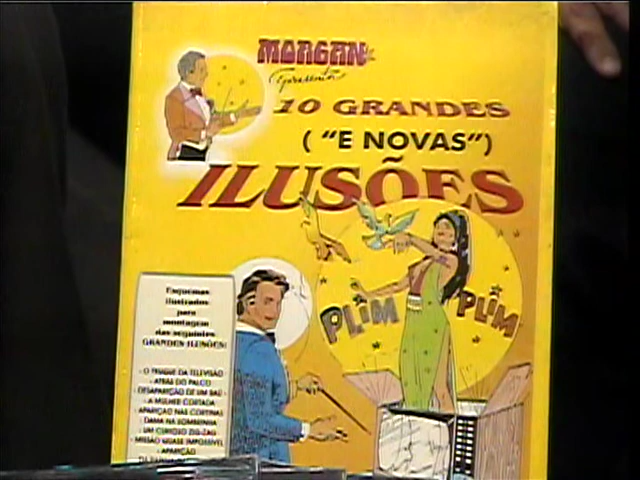 MORGAN
Apresenta
10 GRANDES
( "E NOVAS")
ILUSÕES
PLIM PLIM
Esquemas
ilustrados
para
montagem
das seguintes
GRANDES ILUSÕES:
- O TRUQUE DA TELEVISÃO
- ATRÁS DO PALCO
- DESAPARIÇÃO DE UM BAÚ
- A MULHER CORTADA
- APARIÇÃO NAS CORTINAS
- DAMA NA SOMBRINHA
- UM CURIOSO ZIG-ZAG
- MISSÃO QUASE IMPOSSÍVEL
- APARIÇÃO